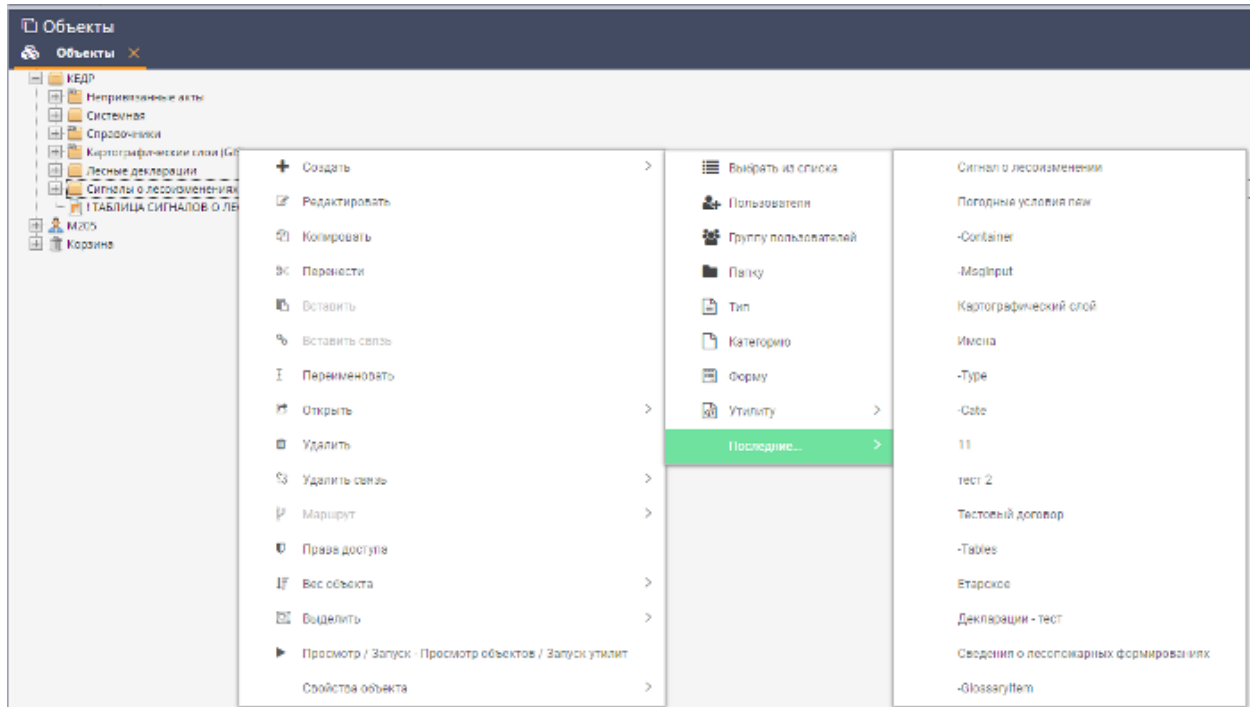 Объекты
Объекты
КЕДР
Непривязанные акты
Системная
Справочники
Картографические слои (GIS
Лесные декларации
Сигналы о лесоизменениях
! ТАБЛИЦА СИГНАЛОВ О ЛЕ
M205
Корзина
Создать
Редактировать
Копировать
Перенести
Вставить
Вставить связь
Переименовать
Открыть
Удалить
Удалить связь
Маршрут
Права доступа
Вес объекта
Выделить
Просмотр / Запуск - Просмотр объектов / Запуск утилит
Свойства объекта
Выбрать из списка
Пользователи
Группу пользователей
Папку
Тип
Категорию
Форму
Утилиту
Последние...
Сигнал о лесоизменении
Погодные условия new
-Container
-MsgInput
Картографический слой
Имена
-Type
-Cate
11
тест 2
Тестовый договор
-Tables
Етарское
Декларации - тест
Сведения о лесопожарных формированиях
-GlossaryItem